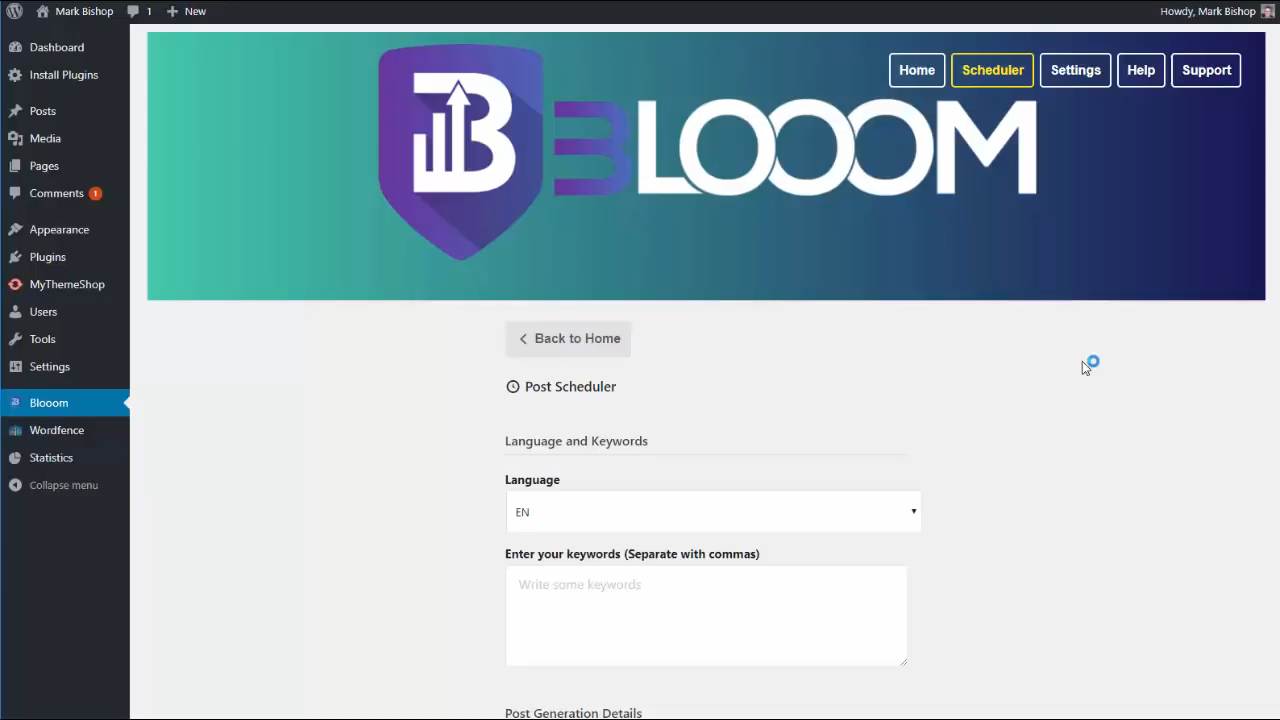 Mark Bishop 1 New Howdy, Mark Bishop
Dashboard
Install Plugins
Posts
Media
Pages
Comments 1
Appearance
Plugins
MyThemeShop
Users
Tools
Settings
Blooom
Wordfence
Statistics
Collapse menu
Home Scheduler Settings Help Support
B BLOOOM
Back to Home
Post Scheduler
Language and Keywords
Language
EN
Enter your keywords (Separate with commas)
Write some keywords
Post Generation Details